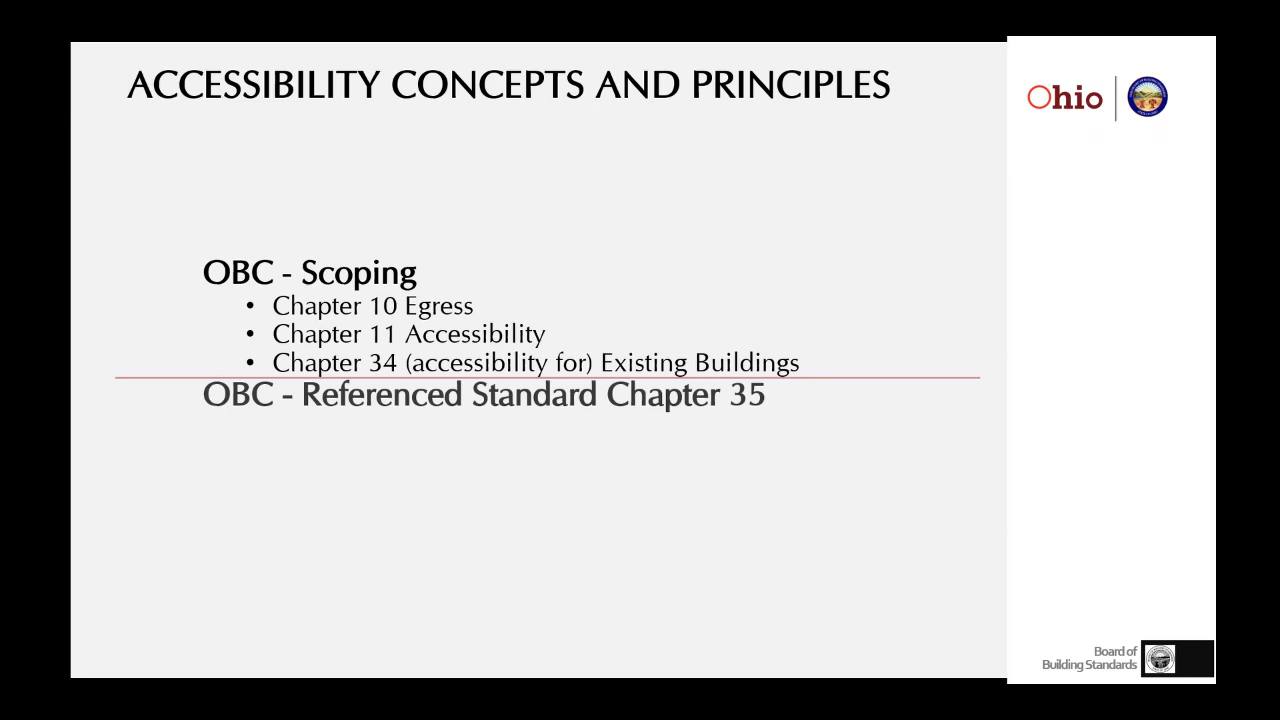 ACCESSIBILITY CONCEPTS AND PRINCIPLES
Ohio
OBC - Scoping
• Chapter 10 Egress
• Chapter 11 Accessibility
• Chapter 34 (accessibility for) Existing Buildings
OBC - Referenced Standard Chapter 35
Board of
Building Standards